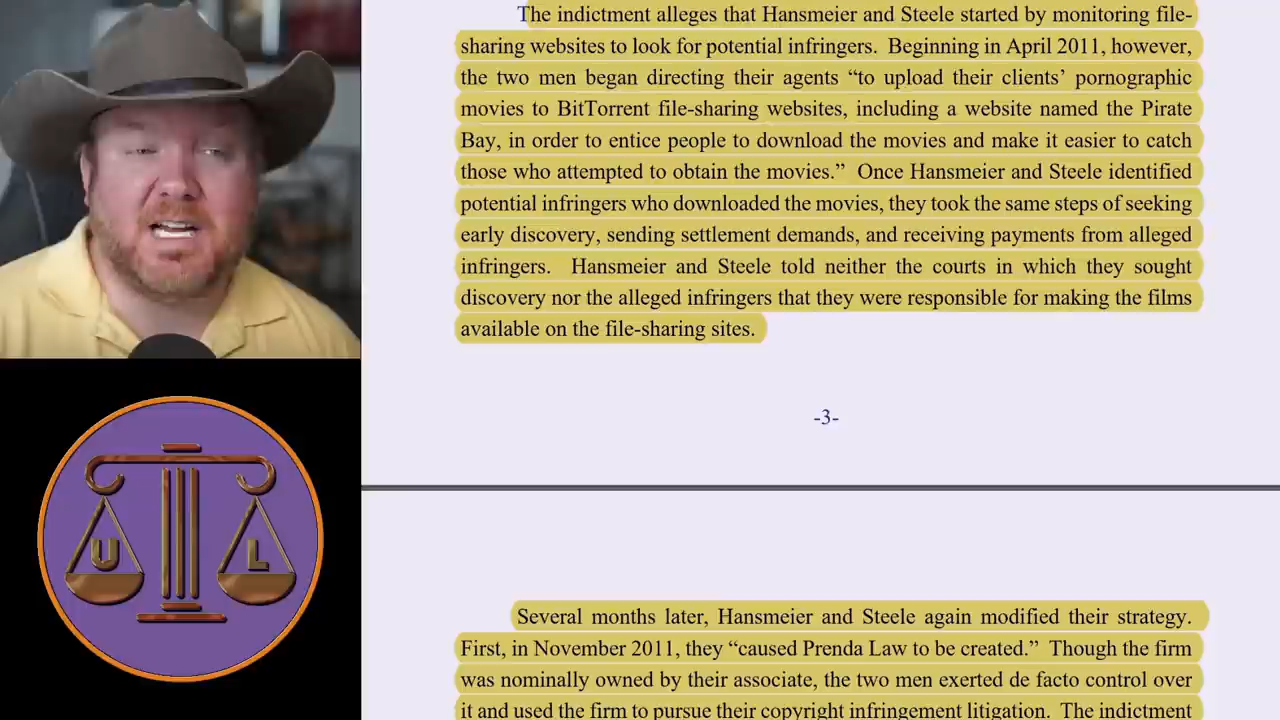 The indictment alleges that Hansmeier and Steele started by monitoring file-
sharing websites to look for potential infringers. Beginning in April 2011, however,
the two men began directing their agents “to upload their clients’ pornographic
movies to BitTorrent file-sharing websites, including a website named the Pirate
Bay, in order to entice people to download the movies and make it easier to catch
those who attempted to obtain the movies.” Once Hansmeier and Steele identified
potential infringers who downloaded the movies, they took the same steps of seeking
early discovery, sending settlement demands, and receiving payments from alleged
infringers. Hansmeier and Steele told neither the courts in which they sought
discovery nor the alleged infringers that they were responsible for making the films
available on the file-sharing sites.
-3-
U L
Several months later, Hansmeier and Steele again modified their strategy.
First, in November 2011, they “caused Prenda Law to be created.” Though the firm
was nominally owned by their associate, the two men exerted de facto control over
it and used the firm to pursue their copyright infringement litigation. The indictment